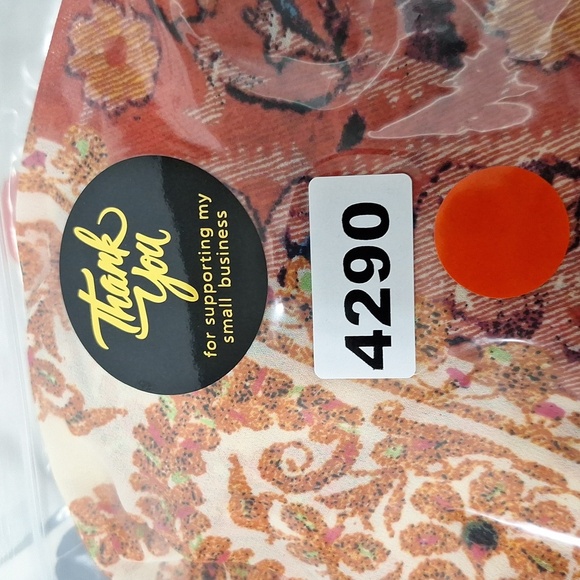 Thank
You
for supporting my
small business
4290